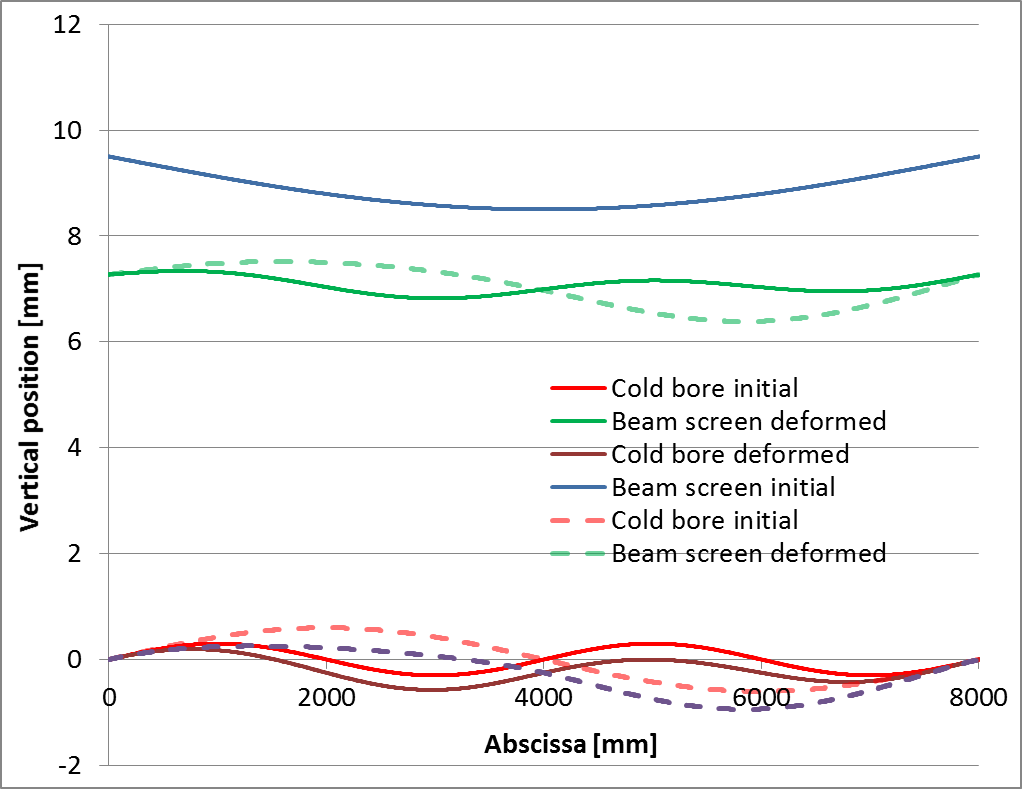 12
10
8
6
4
2
0
-2
Vertical position [mm]
Cold bore initial
Beam screen deformed
Cold bore deformed
Beam screen initial
Cold bore initial
Beam screen deformed
0 2000 4000 6000 8000
Abscissa [mm]